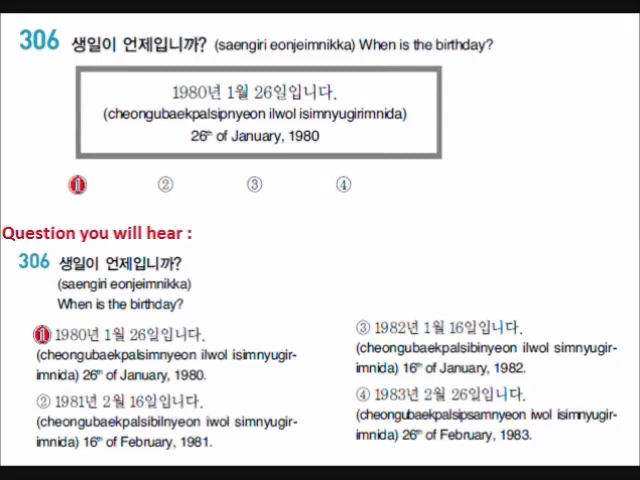 306 생일이 언제입니까? (saengiri eonjeimnikka) When is the birthday?
1980년 1월 26일입니다.
(cheongubaekpalsipnyeon ilwol isimnyugirimnida)
26th of January, 1980
① ② ③ ④
Question you will hear :
306 생일이 언제입니까?
(saengiri eonjeimnikka)
When is the birthday?
① 1980년 1월 26일입니다.
(cheongubaekpalsimnyeon ilwol isimnyugir-
imnida) 26th of January, 1980.
② 1981년 2월 16일입니다.
(cheongubaekpalsibilnyeon iwol simnyugir-
imnida) 16th of February, 1981.
③ 1982년 1월 16일입니다.
(cheongubaekpalsibinyeon ilwol simnyugir-
imnida) 16th of January, 1982.
④ 1983년 2월 26일입니다.
(cheongubaekpalsipsamnyeon iwol isimnyugir-
imnida) 26th of February, 1983.